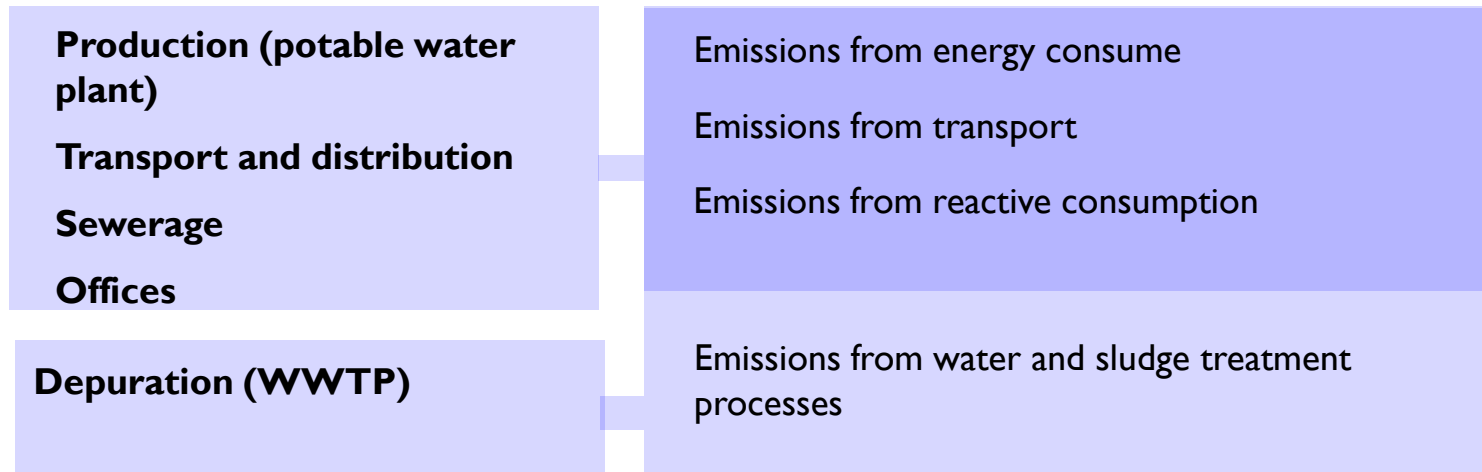 Production (potable water
plant)
Transport and distribution
Sewerage
Offices
Depuration (WWTP)
Emissions from energy consume
Emissions from transport
Emissions from reactive consumption
Emissions from water and sludge treatment
processes